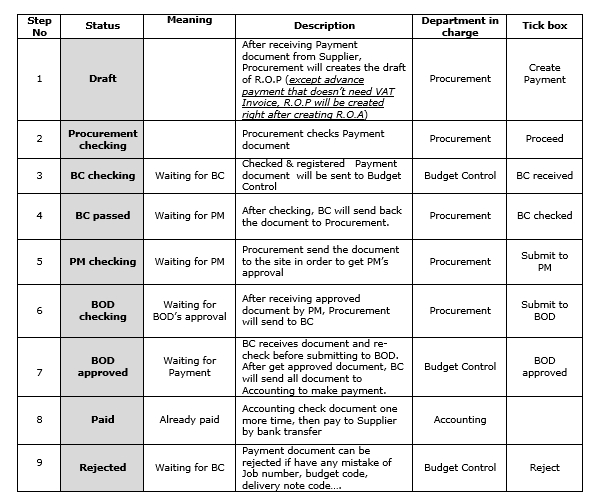 Step No
Status
Meaning
Description
Department in charge
Tick box
1
Draft
After receiving Payment
document from Supplier,
Procurement will creates the draft
of R.O.P (except advance
payment that doesn't need VAT
Invoice, R.O.P will be created
right after creating R.O.A)
Procurement
Create
Payment
2
Procurement
checking
Procurement checks Payment
document
Procurement
Proceed
3
BC checking
Waiting for BC
Checked & registered Payment
document will be sent to Budget
Control
Budget Control
BC received
4
BC passed
Waiting for PM
After checking, BC will send back
the document to Procurement.
Procurement
BC checked
5
PM checking
Waiting for PM
Procurement send the document
to the site in order to get PM's
approval
Procurement
Submit to
PM
6
BOD
checking
Waiting for
BOD's approval
After receiving approved
document by PM, Procurement
will send to BC
Procurement
Submit to
BOD
7
BOD
approved
Waiting for
Payment
BC receives document and re-
check before submitting to BOD.
After get approved document, BC
will send all document to
Accounting to make payment.
Budget Control
BOD
approved
8
Paid
Already paid
Accounting check document one
more time, then pay to Supplier
by bank transfer
Accounting
9
Rejected
Waiting for BC
Payment document can be
rejected if have any mistake of
Job number, budget code,
delivery note code….
Budget Control
Reject